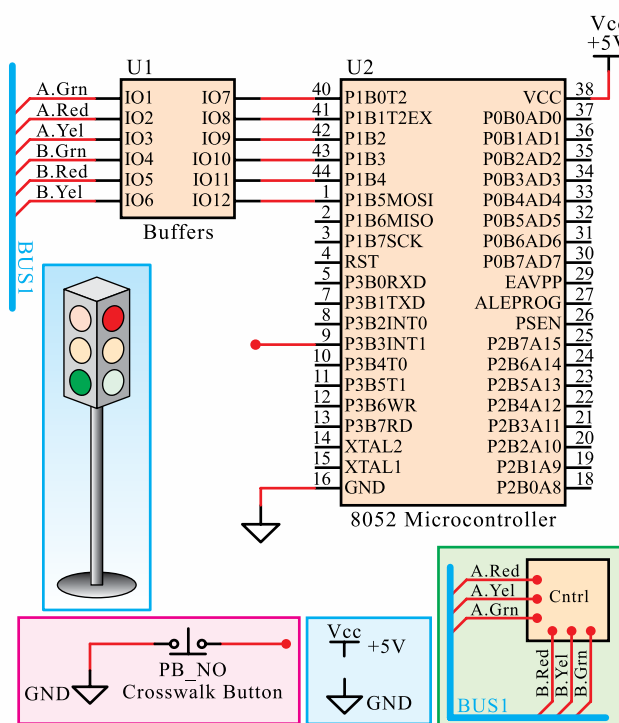 Vcc
+5V
U1
U2
A.Grn
A.Red
A.Yel
B.Grn
B.Red
B.Yel
BUS1
IO1 IO7
IO2 IO8
IO3 IO9
IO4 IO10
IO5 IO11
IO6 IO12
Buffers
40 P1B0T2 VCC 38
41 P1B1T2EX P0B0AD0 37
42 P1B2 P0B1AD1 36
43 P1B3 P0B2AD2 35
44 P1B4 P0B3AD3 34
1 P1B5MOSI P0B4AD4 33
2 P1B6MISO P0B5AD5 32
3 P1B7SCK P0B6AD6 31
4 RST P0B7AD7 30
5 P3B0RXD EAVPP 29
7 P3B1TXD ALEPROG 27
8 P3B2INT0 PSEN 26
9 P3B3INT1 P2B7A15 25
10 P3B4T0 P2B6A14 24
11 P3B5T1 P2B5A13 23
12 P3B6WR P2B4A12 22
13 P3B7RD P2B3A11 21
14 XTAL2 P2B2A10 20
15 XTAL1 P2B1A9 19
16 GND P2B0A8 18
8052 Microcontroller
GND
PB_NO
Crosswalk Button
Vcc
+5V
GND
A.Red
A.Yel
A.Grn
Cntrl
B.Red
B.Yel
B.Grn
BUS1